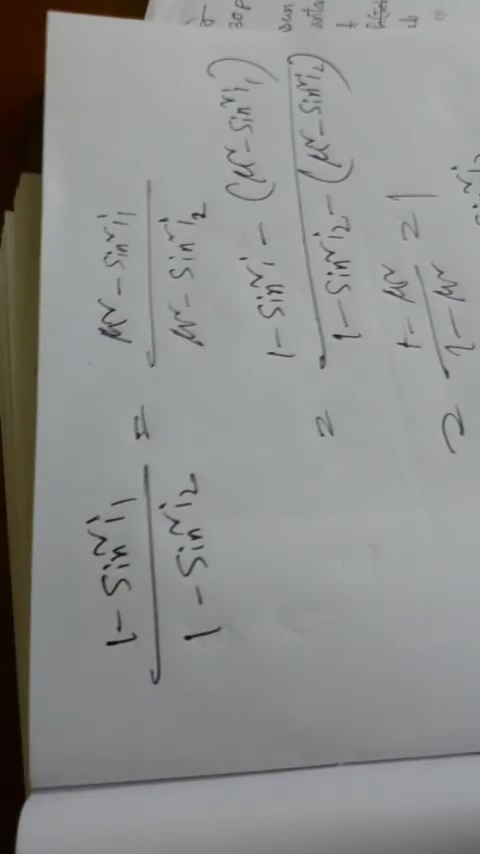 1 - sin²i₁ / 1 - sin²i₂ = μ² - sin²i₁ / μ² - sin²i₂
= 1 - sin²i₁ - (μ² - sin²i₁) / 1 - sin²i₂ - (μ² - sin²i₂)
= 1 - μ² / 1 - μ² = 1